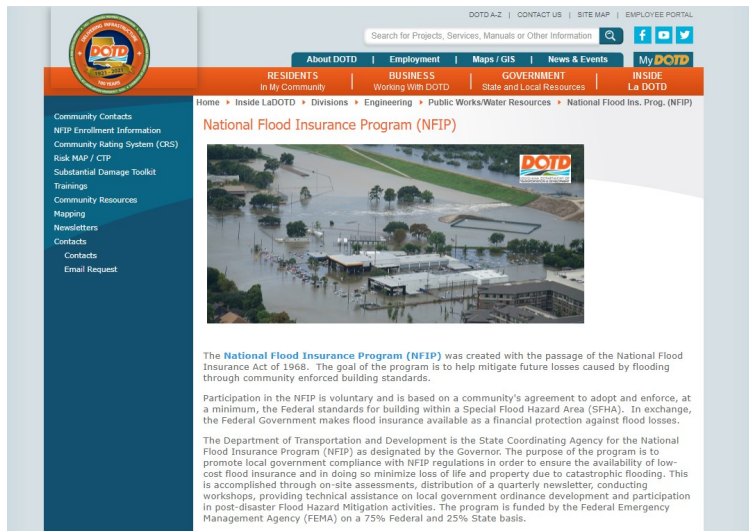 DOTD A-Z | CONTACT US | SITE MAP | EMPLOYEE PORTAL
Search for Projects, Services, Manuals or Other Information
About DOTD | Employment | Maps / GIS | News & Events
My DOTD
DELIVERING INFRASTRUCTURE
DOTD
1921 - 2021
100 YEARS
RESIDENTS
In My Community
BUSINESS
Working With DOTD
GOVERNMENT
State and Local Resources
INSIDE
La DOTD
Home ▸ Inside LaDOTD ▸ Divisions ▸ Engineering ▸ Public Works/Water Resources ▸ National Flood Ins. Prog. (NFIP)
Community Contacts
NFIP Enrollment Information
Community Rating System (CRS)
Risk MAP / CTP
Substantial Damage Toolkit
Trainings
Community Resources
Mapping
Newsletters
Contacts
Contacts
Email Request
National Flood Insurance Program (NFIP)
DOTD
LOUISIANA DEPARTMENT OF
TRANSPORTATION & DEVELOPMENT
The National Flood Insurance Program (NFIP) was created with the passage of the National Flood
Insurance Act of 1968. The goal of the program is to help mitigate future losses caused by flooding
through community enforced building standards.
Participation in the NFIP is voluntary and is based on a community's agreement to adopt and enforce, at
a minimum, the Federal standards for building within a Special Flood Hazard Area (SFHA). In exchange,
the Federal Government makes flood insurance available as a financial protection against flood losses.
The Department of Transportation and Development is the State Coordinating Agency for the National
Flood Insurance Program (NFIP) as designated by the Governor. The purpose of the program is to
promote local government compliance with NFIP regulations in order to ensure the availability of low-
cost flood insurance and in doing so minimize loss of life and property due to catastrophic flooding. This
is accomplished through on-site assessments, distribution of a quarterly newsletter, conducting
workshops, providing technical assistance on local government ordinance development and participation
in post-disaster Flood Hazard Mitigation activities. The program is funded by the Federal Emergency
Management Agency (FEMA) on a 75% Federal and 25% State basis.